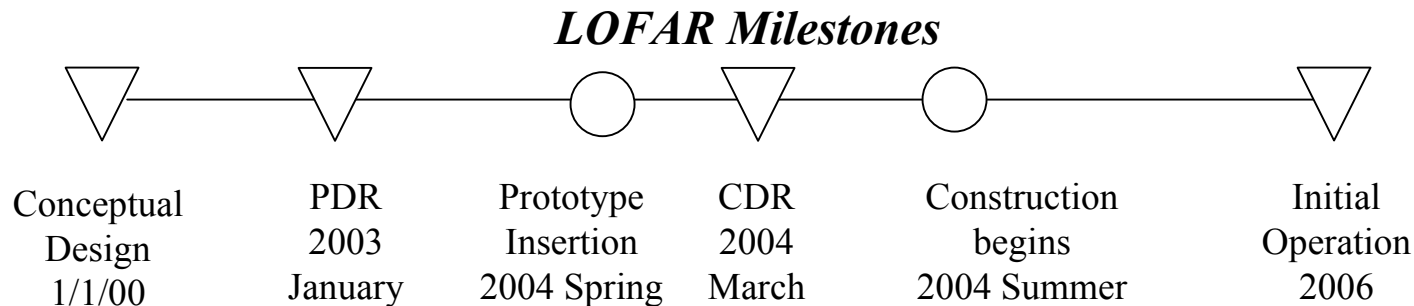 LOFAR Milestones
Conceptual
Design
1/1/00
PDR
2003
January
Prototype
Insertion
2004 Spring
CDR
2004
March
Construction
begins
2004 Summer
Initial
Operation
2006